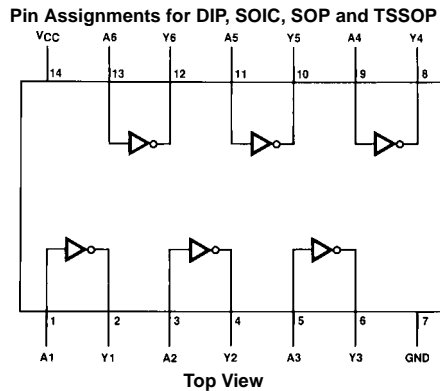 Pin Assignments for DIP, SOIC, SOP and TSSOP
VCC A6 Y6 A5 Y5 A4 Y4
14 13 12 11 10 9 8
1 2 3 4 5 6 7
A1 Y1 A2 Y2 A3 Y3 GND
Top View